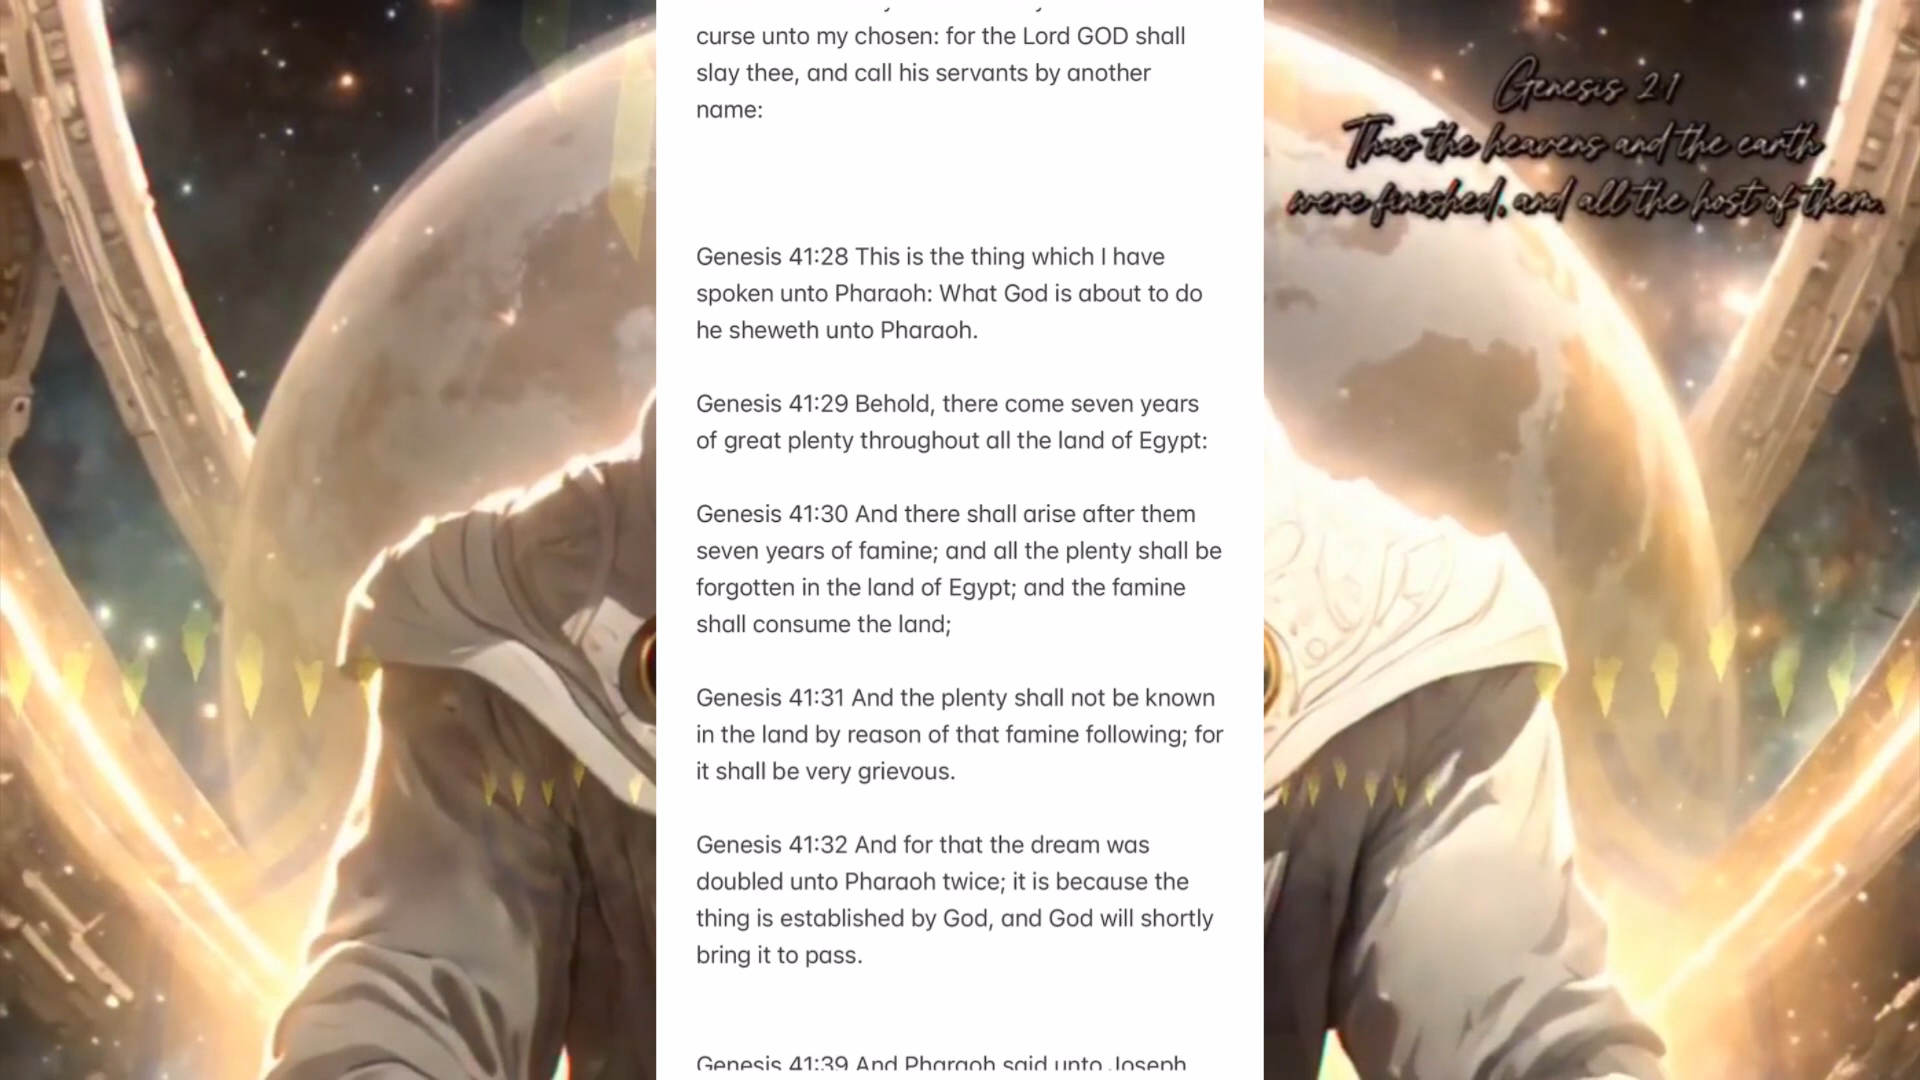 curse unto my chosen: for the Lord GOD shall
slay thee, and call his servants by another
name:
Genesis 41:28 This is the thing which I have
spoken unto Pharaoh: What God is about to do
he sheweth unto Pharaoh.
Genesis 41:29 Behold, there come seven years
of great plenty throughout all the land of Egypt:
Genesis 41:30 And there shall arise after them
seven years of famine; and all the plenty shall be
forgotten in the land of Egypt; and the famine
shall consume the land;
Genesis 41:31 And the plenty shall not be known
in the land by reason of that famine following; for
it shall be very grievous.
Genesis 41:32 And for that the dream was
doubled unto Pharaoh twice; it is because the
thing is established by God, and God will shortly
bring it to pass.
Genesis 41:39 And Pharaoh said unto Joseph
Genesis 2:1
Thus the heavens and the earth
were finished, and all the host of them.